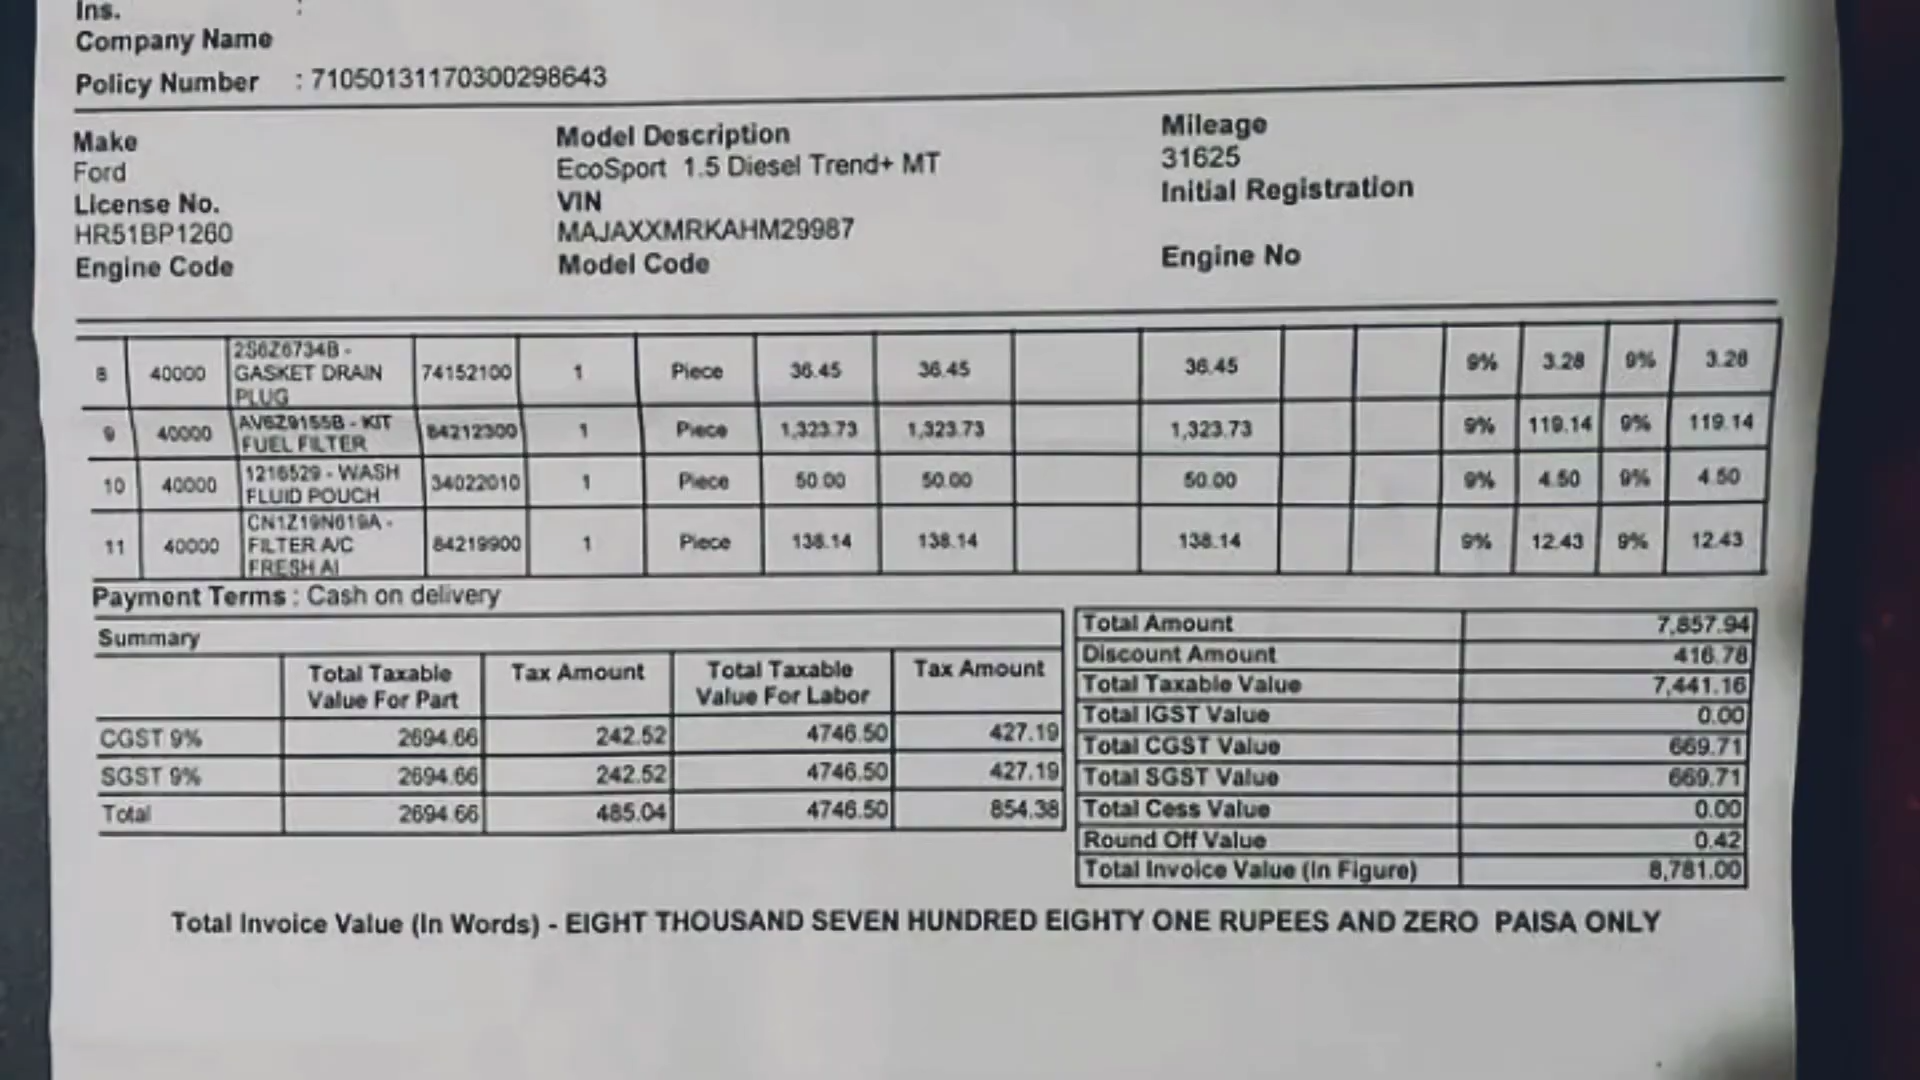 Ins. :
Company Name
Policy Number : 71050131170300298643
Make Model Description Mileage
Ford EcoSport 1.5 Diesel Trend+ MT 31625
License No. VIN Initial Registration
HR51BP1260 MAJAXXMRKAHM29987
Engine Code Model Code Engine No
2S6Z6734B -
8 40000 GASKET DRAIN 74152100 1 Piece 36.45 36.45 36.45 9% 3.28 9% 3.28
PLUG
AV6Z9155B - KIT
9 40000 FUEL FILTER 84212300 1 Piece 1,323.73 1,323.73 1,323.73 9% 119.14 9% 119.14
1216529 - WASH
10 40000 FLUID POUCH 34022010 1 Piece 50.00 50.00 50.00 9% 4.50 9% 4.50
CN1Z19N619A -
11 40000 FILTER A/C 84219900 1 Piece 138.14 138.14 138.14 9% 12.43 9% 12.43
FRESH AI
Payment Terms : Cash on delivery
Summary
Total Taxable Tax Amount Total Taxable Tax Amount
Value For Part Value For Labor
CGST 9% 2694.66 242.52 4746.50 427.19
SGST 9% 2694.66 242.52 4746.50 427.19
Total 2694.66 485.04 4746.50 854.38
Total Amount 7,857.94
Discount Amount 416.78
Total Taxable Value 7,441.16
Total IGST Value 0.00
Total CGST Value 669.71
Total SGST Value 669.71
Total Cess Value 0.00
Round Off Value 0.42
Total Invoice Value (In Figure) 8,781.00
Total Invoice Value (In Words) - EIGHT THOUSAND SEVEN HUNDRED EIGHTY ONE RUPEES AND ZERO PAISA ONLY